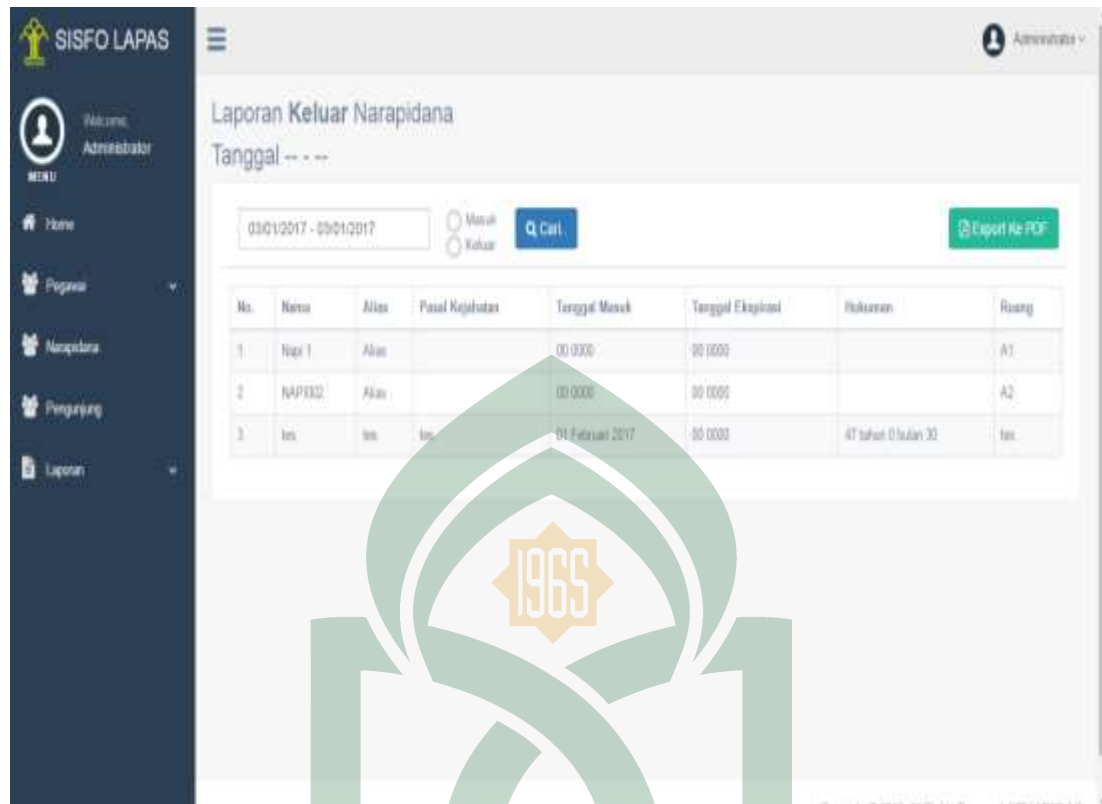 SISFO LAPAS
Administrator
Welcome,
Administrator
MENU
Home
Pegawai
Narapidana
Pengunjung
Laporan
Laporan Keluar Narapidana
Tanggal -- - --
03/01/2017 - 03/01/2017
Masuk
Keluar
Cari
Export Ke PDF
No. Nama Alias Pasal Kejahatan Tanggal Masuk Tanggal Ekspirasi Hukuman Ruang
1 Napi 1 Alias 00 0000 00 0000 A1
2 NAPI002 Alias 00 0000 00 0000 A2
3 tes tes tes 01 Februari 2017 00 0000 47 tahun 0 bulan 30 tes
1965